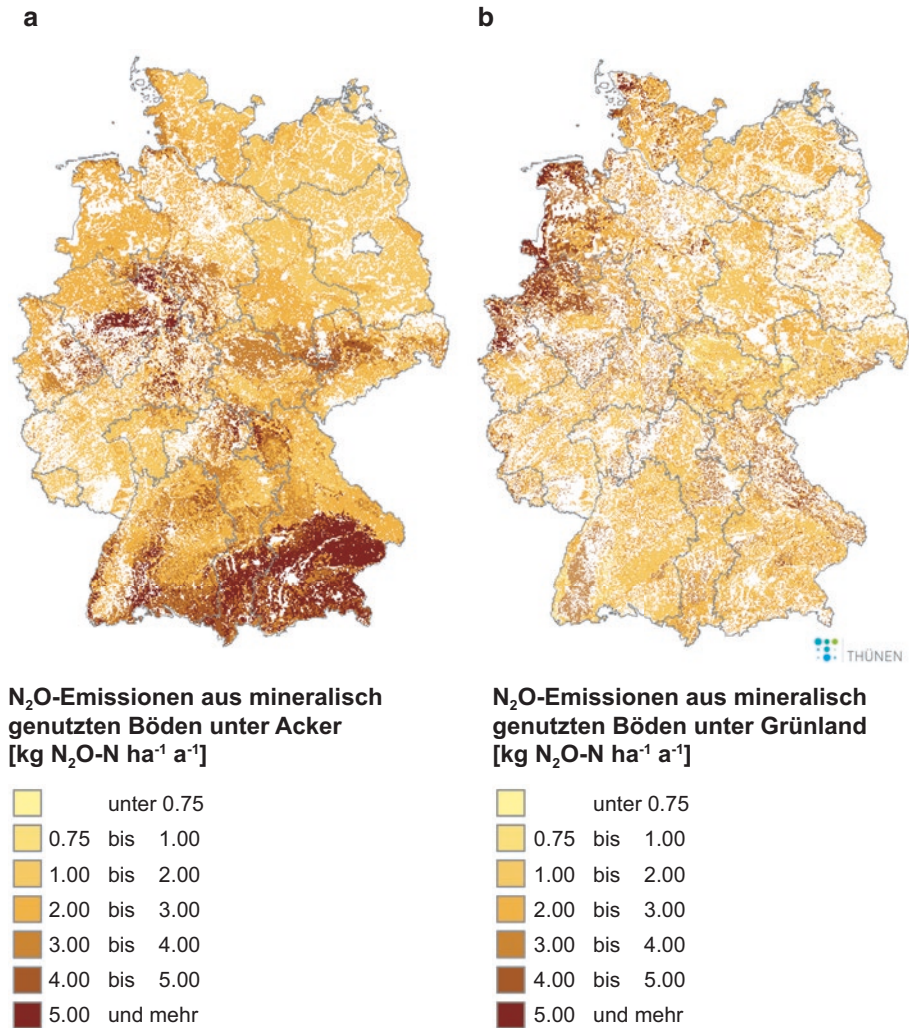 a
b
THÜNEN
N₂O-Emissionen aus mineralisch
genutzten Böden unter Acker
[kg N₂O-N ha⁻¹ a⁻¹]
unter 0.75
0.75 bis 1.00
1.00 bis 2.00
2.00 bis 3.00
3.00 bis 4.00
4.00 bis 5.00
5.00 und mehr
N₂O-Emissionen aus mineralisch
genutzten Böden unter Grünland
[kg N₂O-N ha⁻¹ a⁻¹]
unter 0.75
0.75 bis 1.00
1.00 bis 2.00
2.00 bis 3.00
3.00 bis 4.00
4.00 bis 5.00
5.00 und mehr